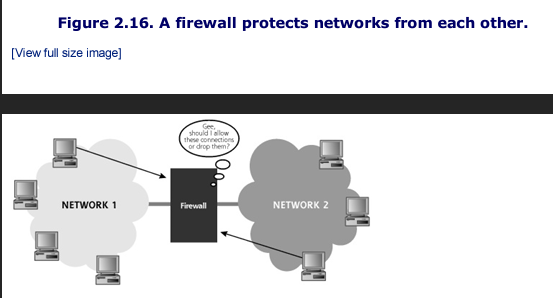 Figure 2.16. A firewall protects networks from each other.
[View full size image]
Gee,
should I allow
these connections
or drop them?
NETWORK 1
Firewall
NETWORK 2